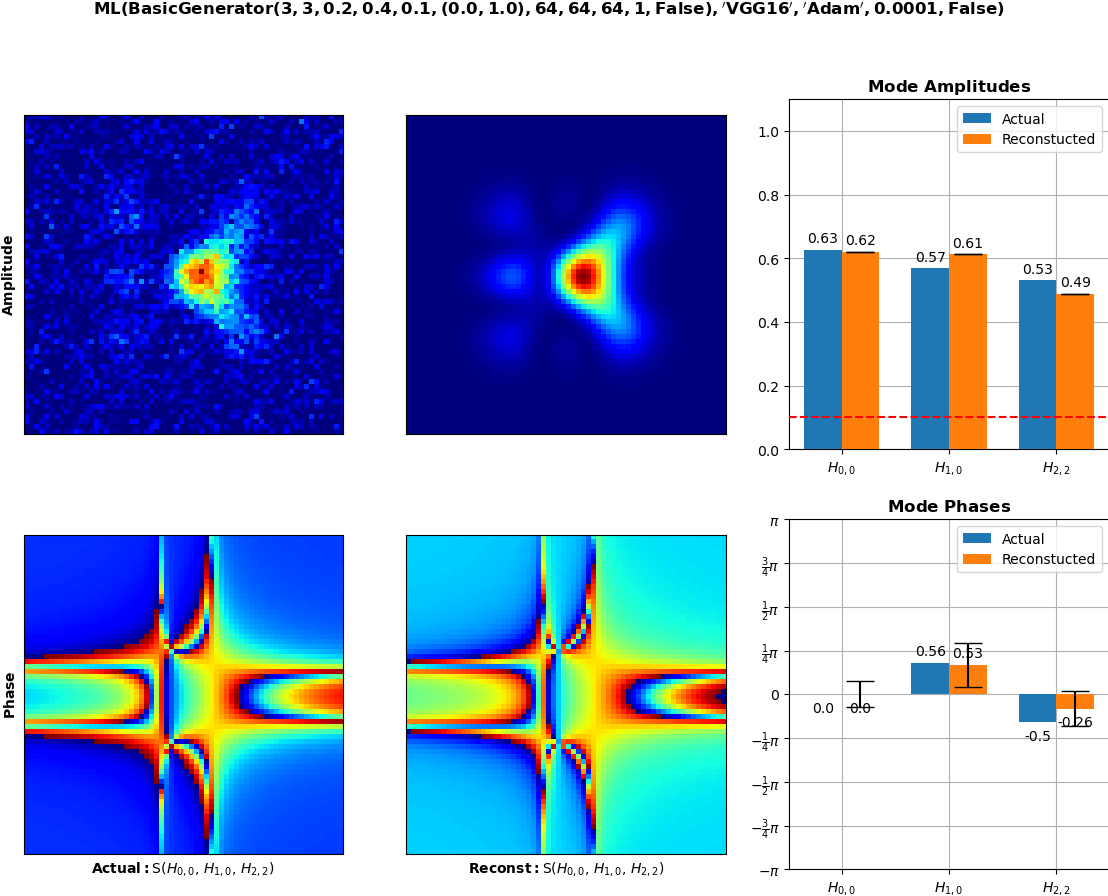 ML(BasicGenerator(3, 3, 0.2, 0.4, 0.1, (0.0, 1.0), 64, 64, 64, 1, False), ′VGG16′, ′Adam′, 0.0001, False)
Amplitude
Mode Amplitudes
Actual
Reconstucted
1.0
0.8
0.6
0.4
0.2
0.0
0.63
0.62
0.57
0.61
0.53
0.49
H0,0
H1,0
H2,2
Phase
Actual: S(H0,0, H1,0, H2,2)
Reconst: S(H0,0, H1,0, H2,2)
Mode Phases
Actual
Reconstucted
π
3/4π
1/2π
1/4π
0
−1/4π
−1/2π
−3/4π
−π
0.0
0.0
0.56
0.53
-0.5
-0.26
H0,0
H1,0
H2,2